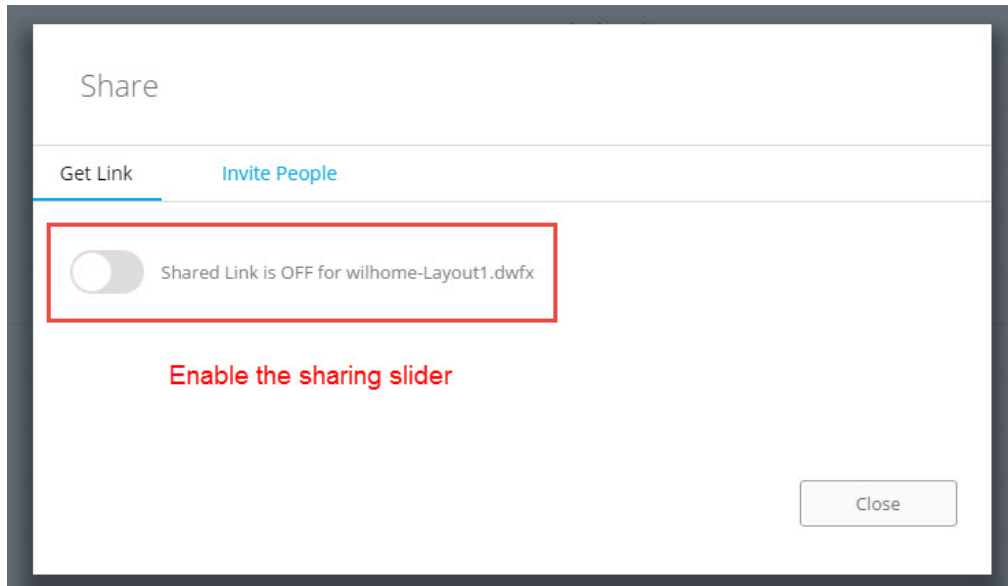 Share
Get Link
Invite People
Shared Link is OFF for wilhome-Layout1.dwfx
Enable the sharing slider
Close